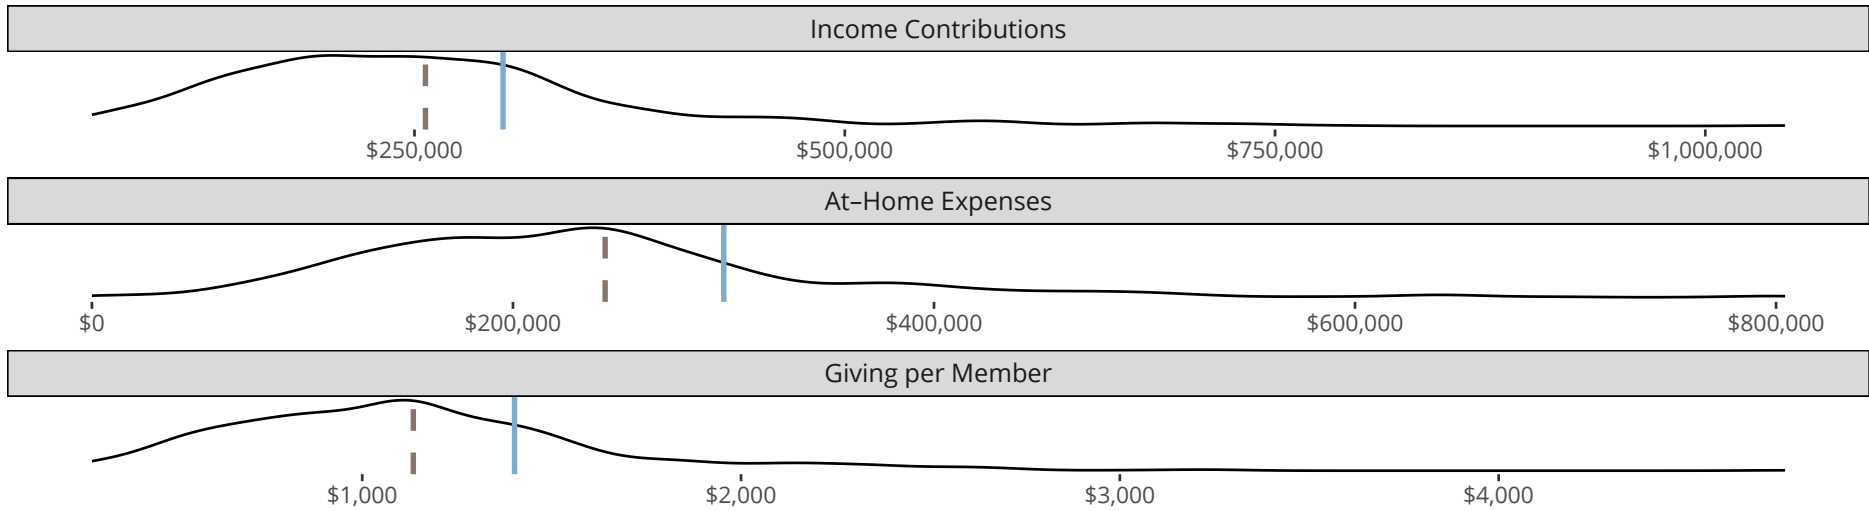 Income Contributions
$250,000 $500,000 $750,000 $1,000,000
At–Home Expenses
$0 $200,000 $400,000 $600,000 $800,000
Giving per Member
$1,000 $2,000 $3,000 $4,000